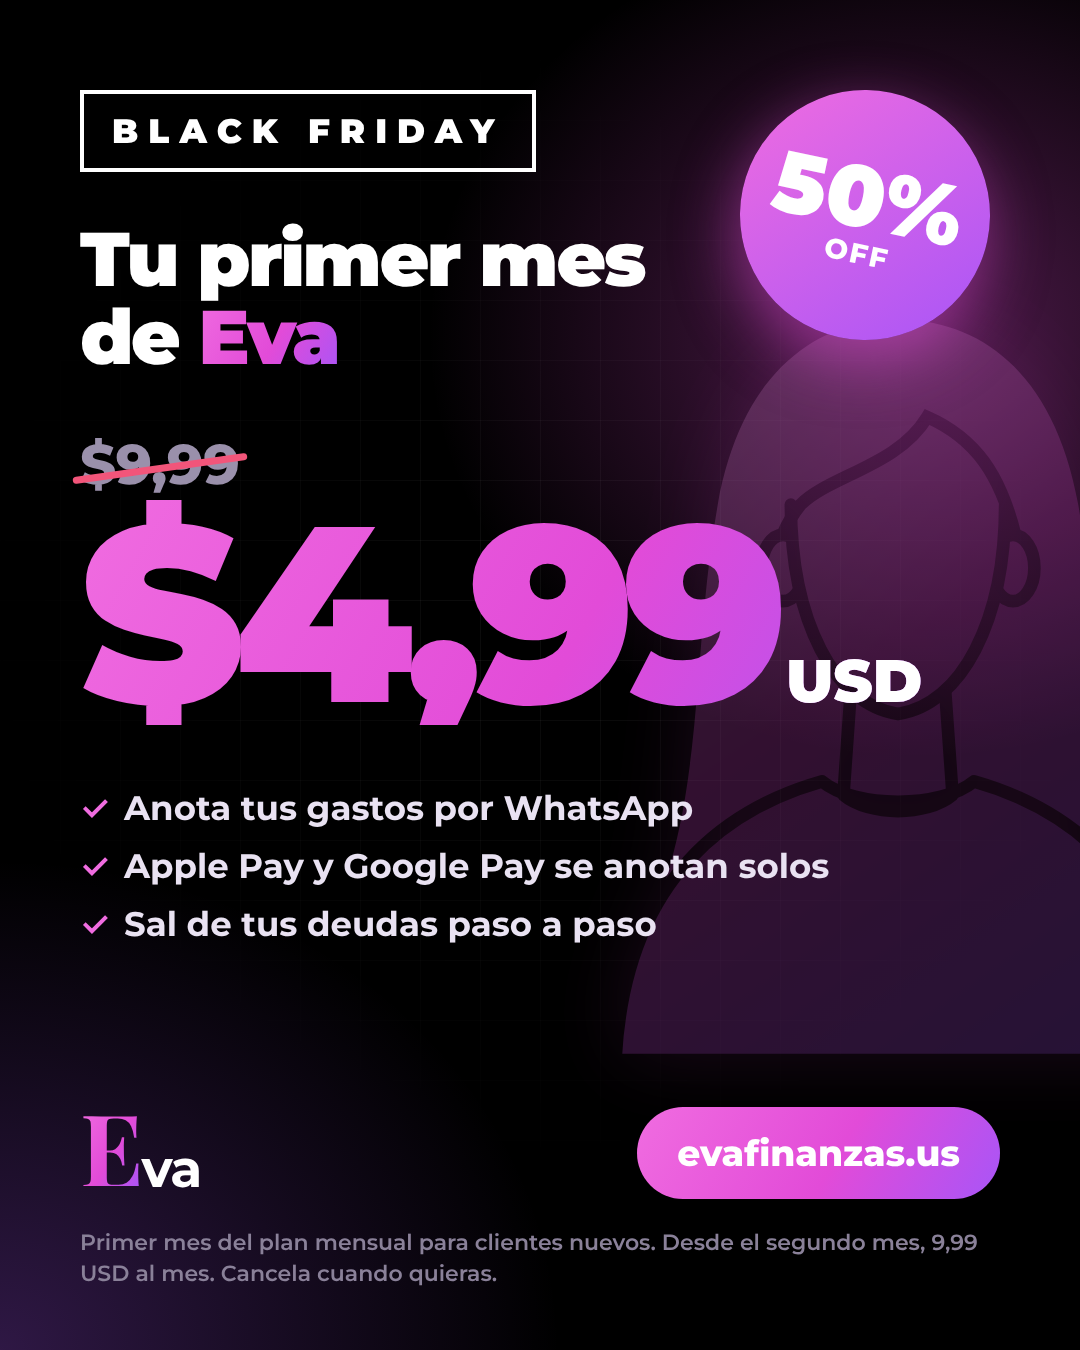 BLACK FRIDAY
50%
OFF
Tu primer mes
de Eva
$9,99
$4,99 USD
Anota tus gastos por WhatsApp
Apple Pay y Google Pay se anotan solos
Sal de tus deudas paso a paso
Eva
evafinanzas.us
Primer mes del plan mensual para clientes nuevos. Desde el segundo mes, 9,99
USD al mes. Cancela cuando quieras.